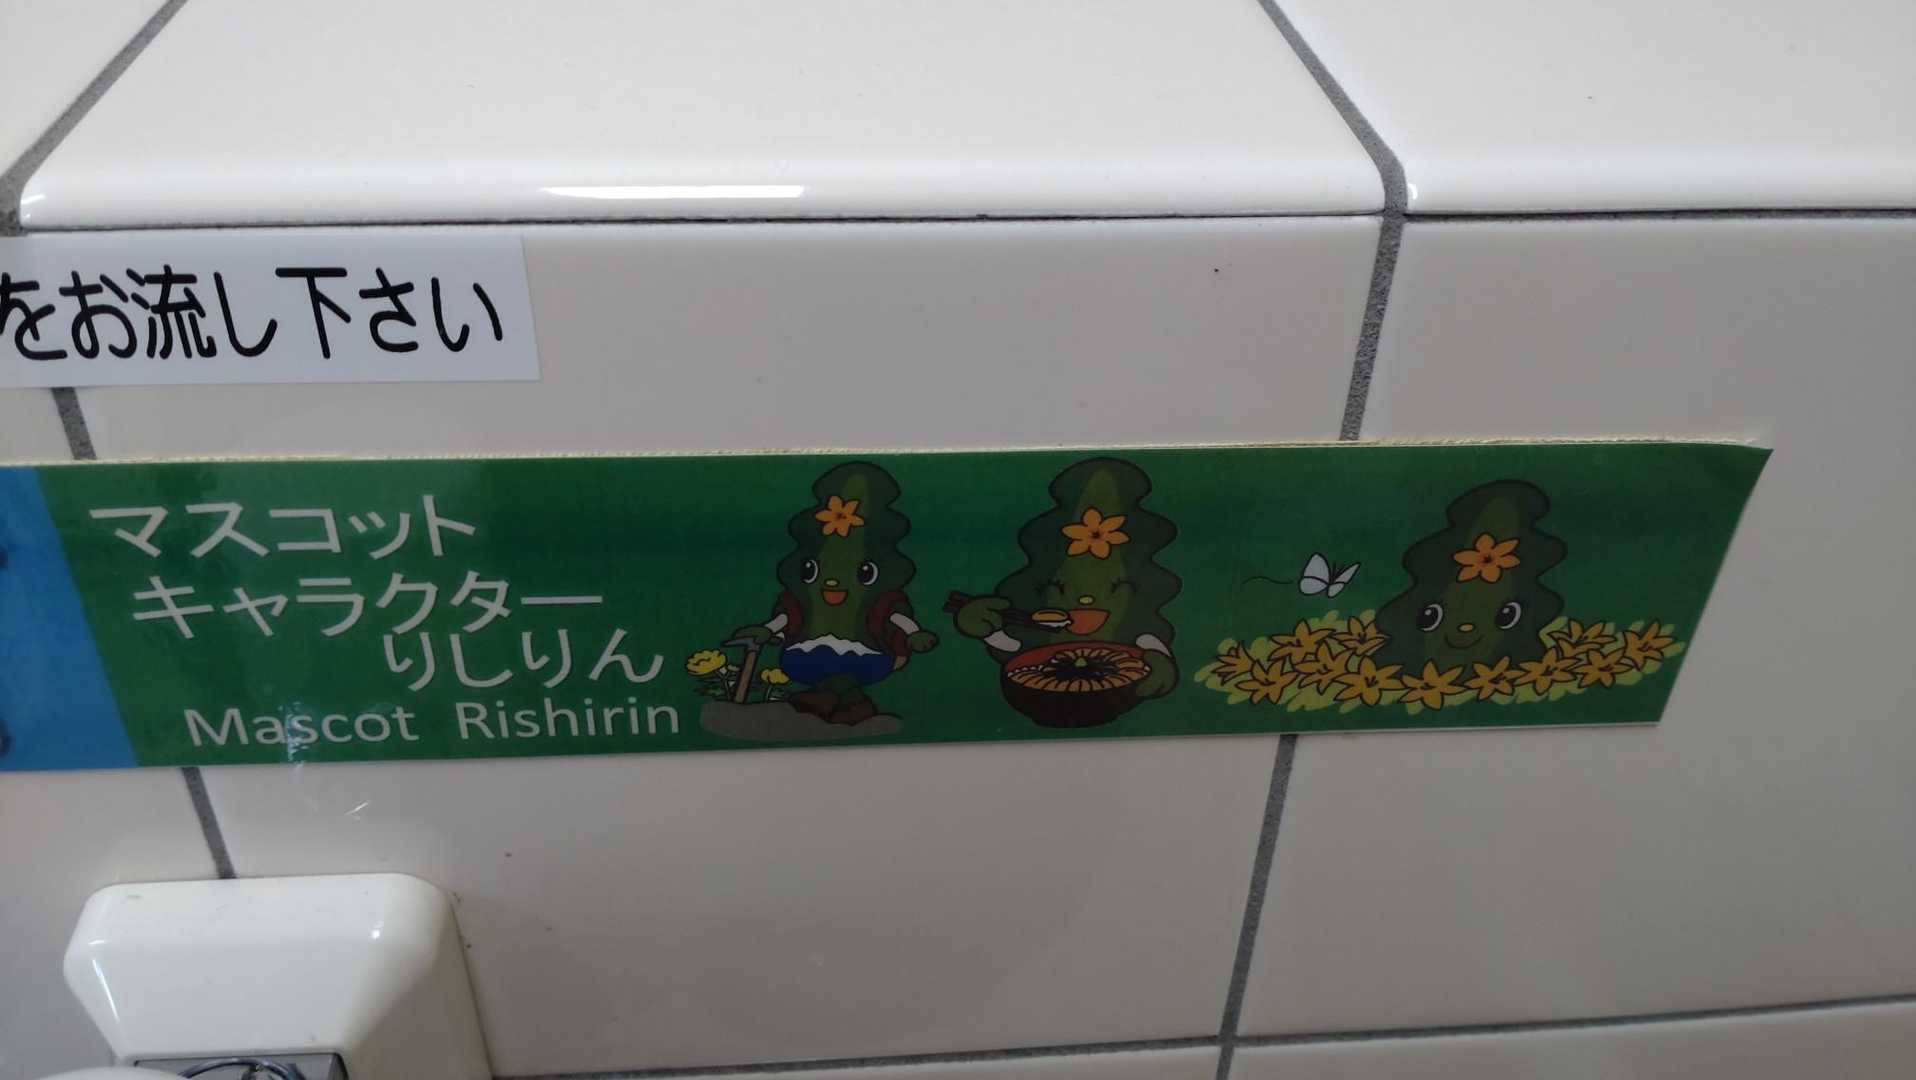 をお流し下さい
マスコット
キャラクター
りしりん
Mascot Rishirin